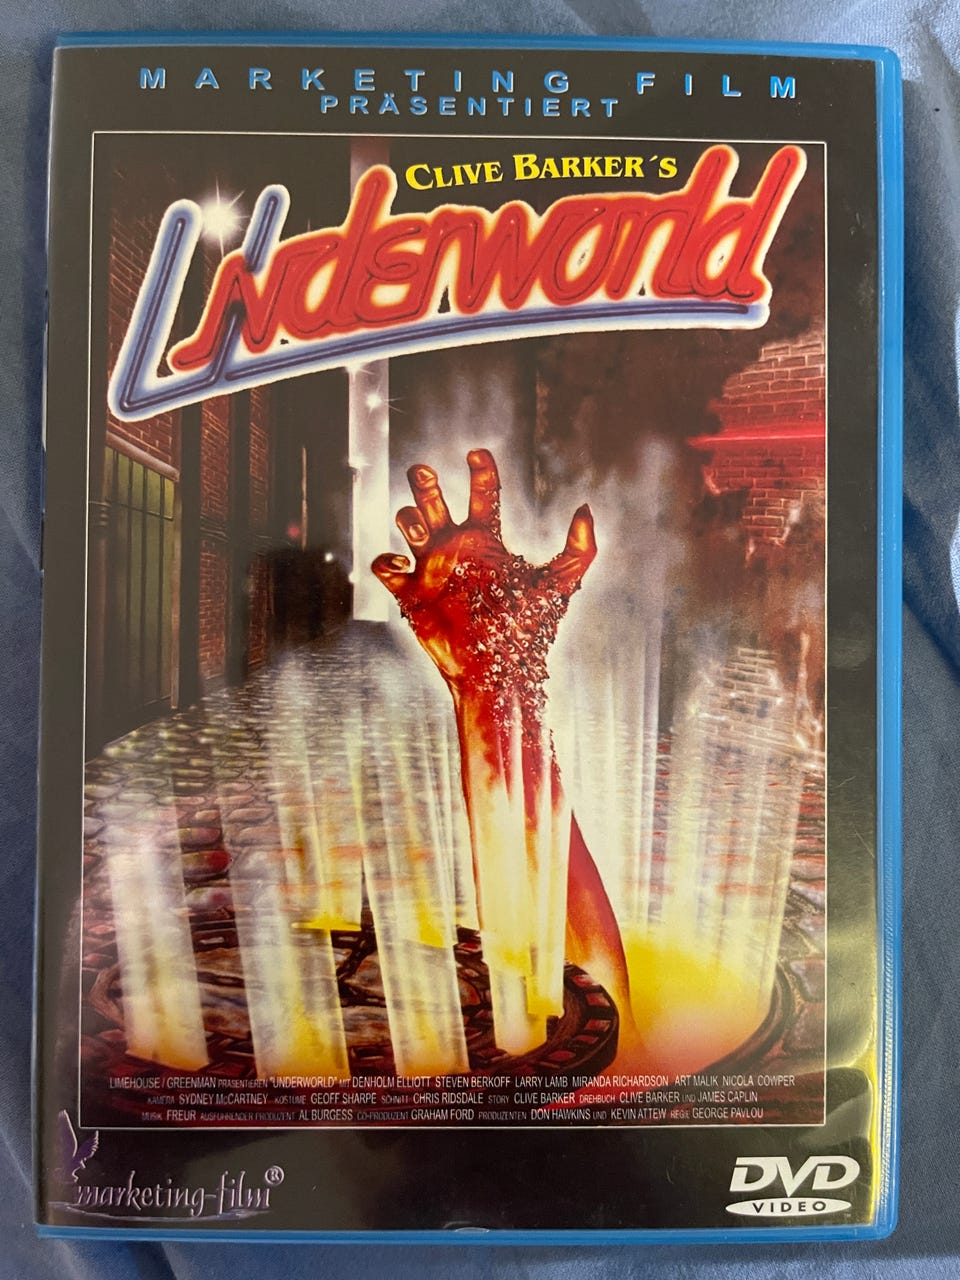 MARKETING FILM
PRÄSENTIERT
CLIVE BARKER´S
Underworld
LIMEHOUSE / GREENMAN PRÄSENTIEREN "UNDERWORLD" MIT DENHOLM ELLIOTT STEVEN BERKOFF LARRY LAMB MIRANDA RICHARDSON ART MALIK NICOLA COWPER
KAMERA SYDNEY McCARTNEY KOSTÜME GEOFF SHARPE SCHNITT CHRIS RIDSDALE STORY CLIVE BARKER DREHBUCH CLIVE BARKER UND JAMES CAPLIN
MUSIK FREUR AUSFÜHRENDER PRODUZENT AL BURGESS CO-PRODUZENT GRAHAM FORD PRODUZENTEN DON HAWKINS UND KEVIN ATTEW REGIE GEORGE PAVLOU
marketing-film®
DVD
VIDEO